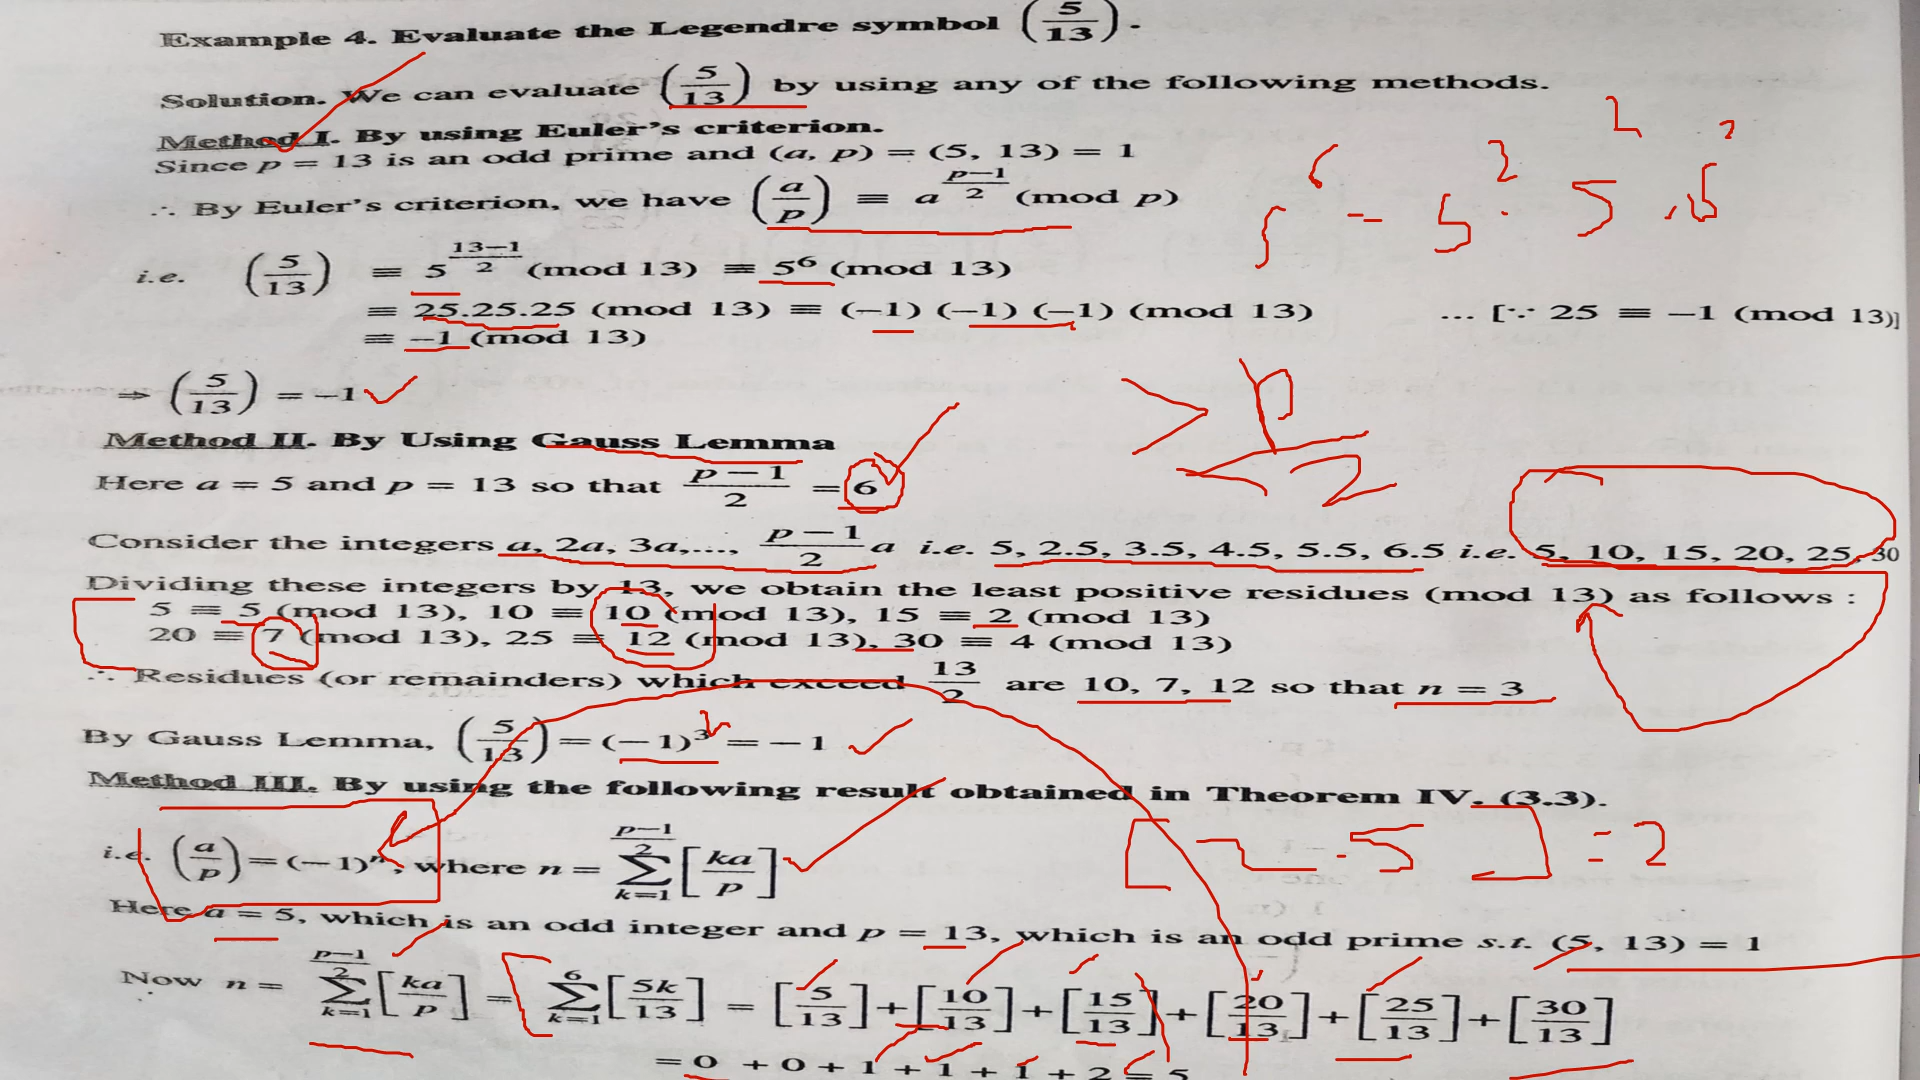 Example 4. Evaluate the Legendre symbol (5/13).
Solution. We can evaluate (5/13) by using any of the following methods.
Method I. By using Euler's criterion.
Since p = 13 is an odd prime and (a, p) = (5, 13) = 1
∴ By Euler's criterion, we have (a/p) ≡ a^((p−1)/2) (mod p)
5^6 = 5^2 · 5^2 · 5^2
i.e. (5/13) ≡ 5^((13−1)/2) (mod 13) ≡ 5^6 (mod 13)
≡ 25.25.25 (mod 13) ≡ (−1) (−1) (−1) (mod 13) ... [∵ 25 ≡ −1 (mod 13)]
≡ −1 (mod 13)
⇒ (5/13) = −1
> p/2
Method II. By Using Gauss Lemma
Here a = 5 and p = 13 so that (p−1)/2 = 6
Consider the integers a, 2a, 3a,..., (p−1)/2 a i.e. 5, 2.5, 3.5, 4.5, 5.5, 6.5 i.e. 5, 10, 15, 20, 25, 30
Dividing these integers by 13, we obtain the least positive residues (mod 13) as follows :
5 ≡ 5 (mod 13), 10 ≡ 10 (mod 13), 15 ≡ 2 (mod 13)
20 ≡ 7 (mod 13), 25 ≡ 12 (mod 13), 30 ≡ 4 (mod 13)
∴ Residues (or remainders) which exceed 13/2 are 10, 7, 12 so that n = 3
By Gauss Lemma, (5/13) = (−1)^3 = −1
Method III. By using the following result obtained in Theorem IV. (3.3).
i.e. (a/p) = (−1)^n, where n = Σ_{k=1}^{(p−1)/2} [ka/p]
[2.5] = 2
Here a = 5, which is an odd integer and p = 13, which is an odd prime s.t. (5, 13) = 1
Now n = Σ_{k=1}^{(p−1)/2} [ka/p] = Σ_{k=1}^{6} [5k/13] = [5/13] + [10/13] + [15/13] + [20/13] + [25/13] + [30/13]
= 0 + 0 + 1 + 1 + 1 + 2 = 5